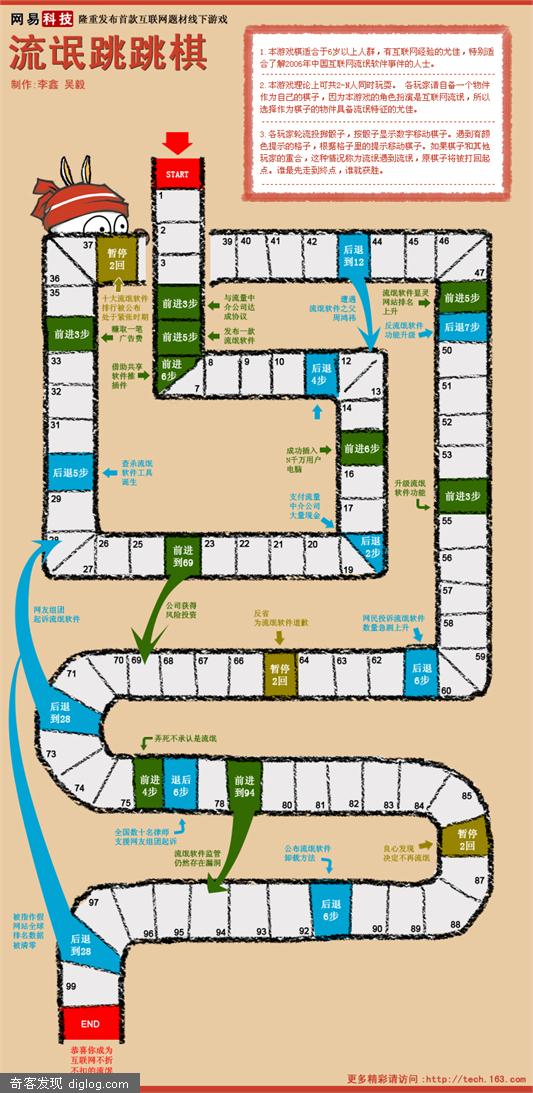 网易科技 隆重发布首款互联网题材线下游戏
流氓跳跳棋
制作:李鑫 吴毅
1.本游戏棋适合于6岁以上人群，有互联网经验的尤佳，特别适
合了解2006年中国互联网流氓软件事件的人士。
2.本游戏理论上可共2-N人同时玩耍。 各玩家请自备一个物件
作为自己的棋子，因为本游戏的角色扮演是互联网流氓，所以
选择作为棋子的物件具备流氓特征的尤佳。
3.各玩家轮流投掷骰子，按骰子显示数字移动棋子。遇到有颜
色提示的格子，根据格子里的提示移动棋子。如果棋子和其他
玩家的重合，这种情况称为流氓遇到流氓，原棋子将被打回起
点。谁最先走到终点，谁就获胜。
START
1
2
3
前进3步
与流量中
介公司达
成协议
前进5步
发布一款
流氓软件
前进
6步
借助共享
软件推
插件
7
8
9
10
后退
4步
12
13
14
前进6步
成功插入
N千万用户
电脑
16
17
后退
2步
支付流量
中介公司
大量现金
19
20
21
22
23
前进
到69
公司获得
风险投资
25
26
27
28
29
后退5步
查杀流氓
软件工具
诞生
31
32
33
前进3步
赚取一笔
广告费
35
36
37
暂停
2回
十大流氓软件
排行被公布
处于紧张时期
39
40
41
42
后退
到12
遭遇
流氓软件之父
周鸿祎
44
45
46
47
前进5步
流氓软件显灵
网站排名
上升
后退7步
反流氓软件
功能升级
50
51
52
53
前进3步
升级流氓
软件功能
55
56
57
58
59
60
后退
6步
网民投诉流氓软件
数量急剧上升
62
63
64
暂停
2回
反省
为流氓软件道歉
66
67
68
69
70
71
后退
到28
网友组团
起诉流氓软件
73
74
75
前进
4步
弄死不承认是流氓
退后
6步
全国数十名律师
支援网友组团起诉
78
前进
到94
流氓软件监管
仍然存在漏洞
80
81
82
83
84
85
暂停
2回
良心发现
决定不再流氓
87
88
89
90
后退
6步
公布流氓软件
卸载方法
92
93
94
95
96
97
后退
到28
被指作假
网站全球
排名数据
被清零
99
END
恭喜你成为
互联网不折
不扣的流氓
更多精彩请访问:http://tech.163.com
奇客发现 diglog.com